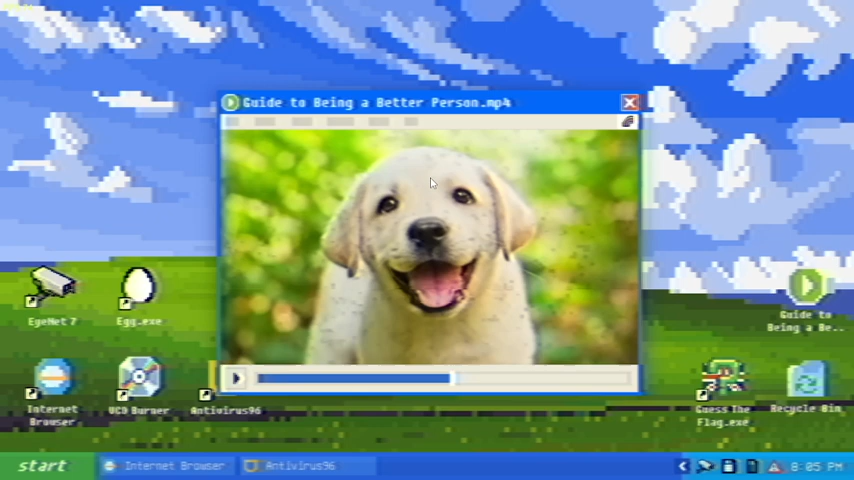 Guide to Being a Better Person.mp4
EyeNet 7
Egg.exe
Guide to
Being a Be..
Internet
Browser
VCD Burner
Antivirus96
Guess The
Flag.exe
Recycle Bin
start
Internet Browser
Antivirus96
8:05 PM